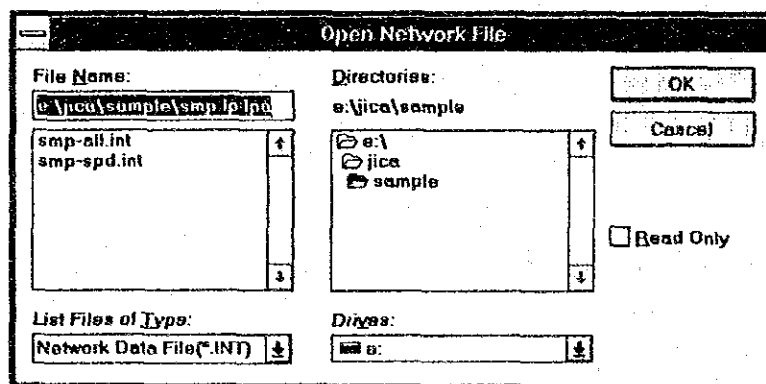 Open Network File
File Name:
smp-all.int
smp-spd.int
List Files of Type:
Network Data File(*.INT)
Directories:
e:\jica\sample
e:\
jica
sample
Drives:
e:
OK
Cancel
Read Only